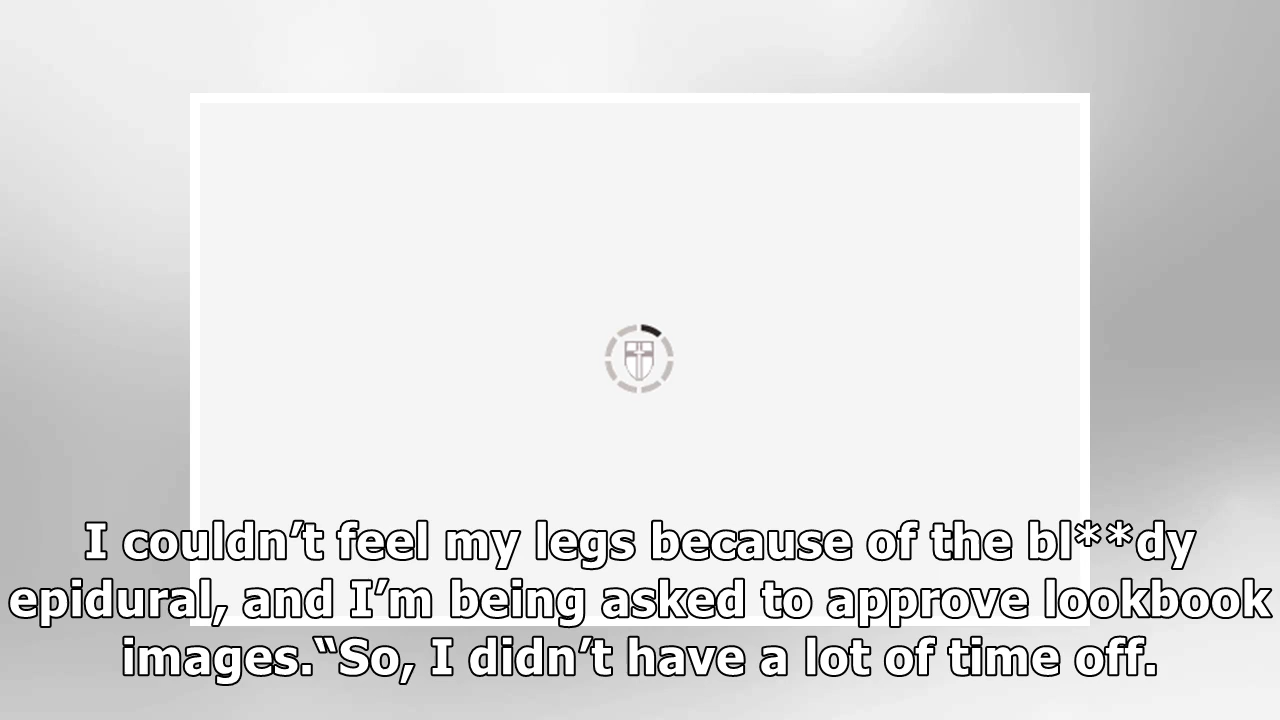 I couldn’t feel my legs because of the bl**dy
epidural, and I’m being asked to approve lookbook
images.“So, I didn’t have a lot of time off.